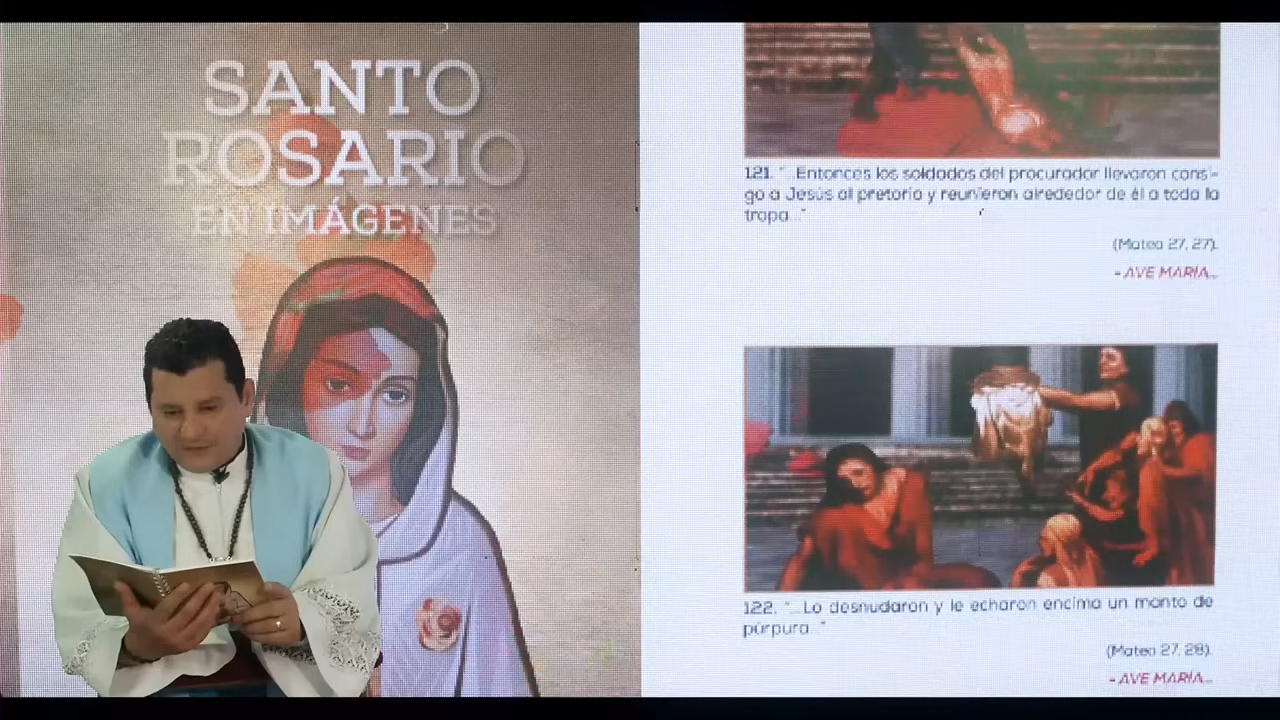 SANTO
ROSARIO
EN IMÁGENES
121. "...Entonces los soldados del procurador llevaron consi-
go a Jesús al pretorio y reunieron alrededor de él a toda la
tropa..."
(Mateo 27, 27).
- AVE MARÍA...
122. "...Lo desnudaron y le echaron encima un manto de
púrpura..."
(Mateo 27, 28).
- AVE MARÍA...